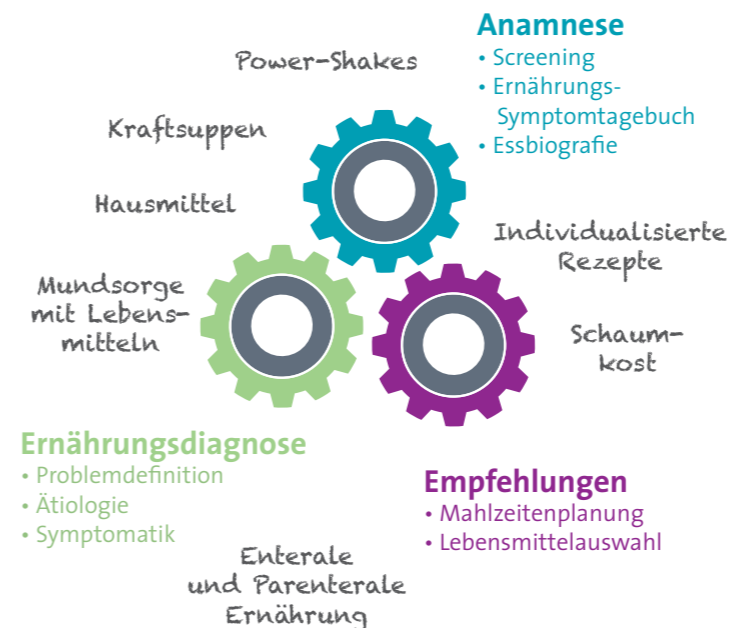 Anamnese
• Screening
• Ernährungs-
Symptomtagebuch
• Essbiografie
Power-Shakes
Kraftsuppen
Hausmittel
Mundsorge
mit Lebens-
mitteln
Individualisierte
Rezepte
Schaum-
kost
Ernährungsdiagnose
• Problemdefinition
• Ätiologie
• Symptomatik
Empfehlungen
• Mahlzeitenplanung
• Lebensmittelauswahl
Enterale
und Parenterale
Ernährung